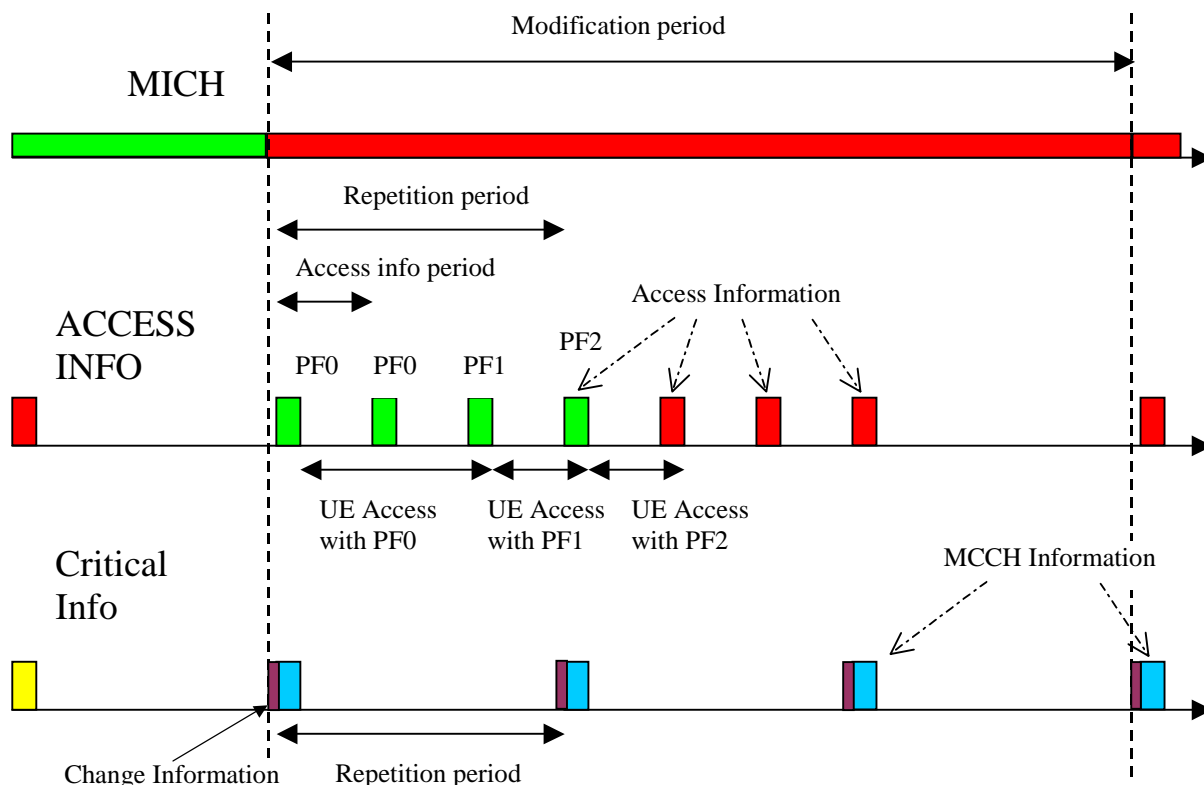 Modification period
MICH
Repetition period
Access info period
Access Information
ACCESS
INFO
PF0
PF0
PF1
PF2
UE Access
with PF0
UE Access
with PF1
UE Access
with PF2
Critical
Info
MCCH Information
Change Information
Repetition period